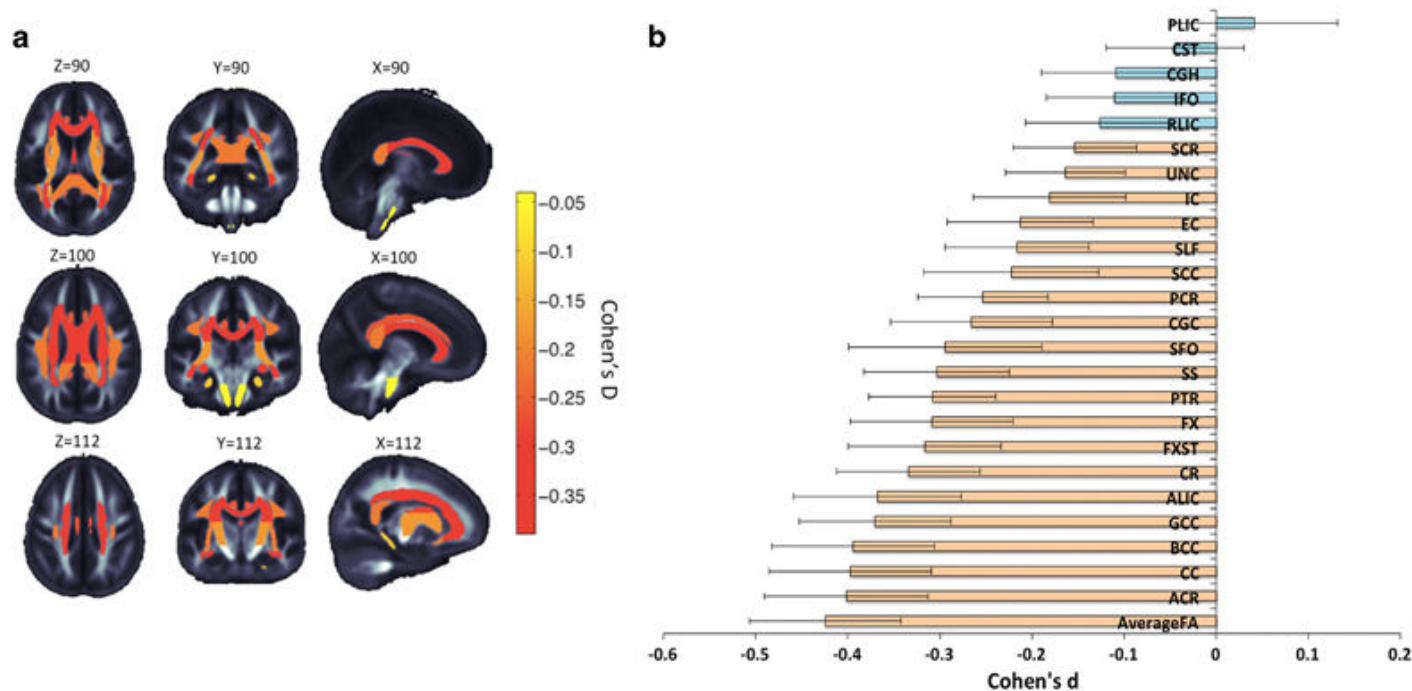 a
Z=90 Y=90 X=90
Z=100 Y=100 X=100
Z=112 Y=112 X=112
−0.05
−0.1
−0.15
−0.2
−0.25
−0.3
−0.35
Cohen's D
b
PLIC
CST
CGH
IFO
RLIC
SCR
UNC
IC
EC
SLF
SCC
PCR
CGC
SFO
SS
PTR
FX
FXST
CR
ALIC
GCC
BCC
CC
ACR
AverageFA
-0.6 -0.5 -0.4 -0.3 -0.2 -0.1 0 0.1 0.2
Cohen's d